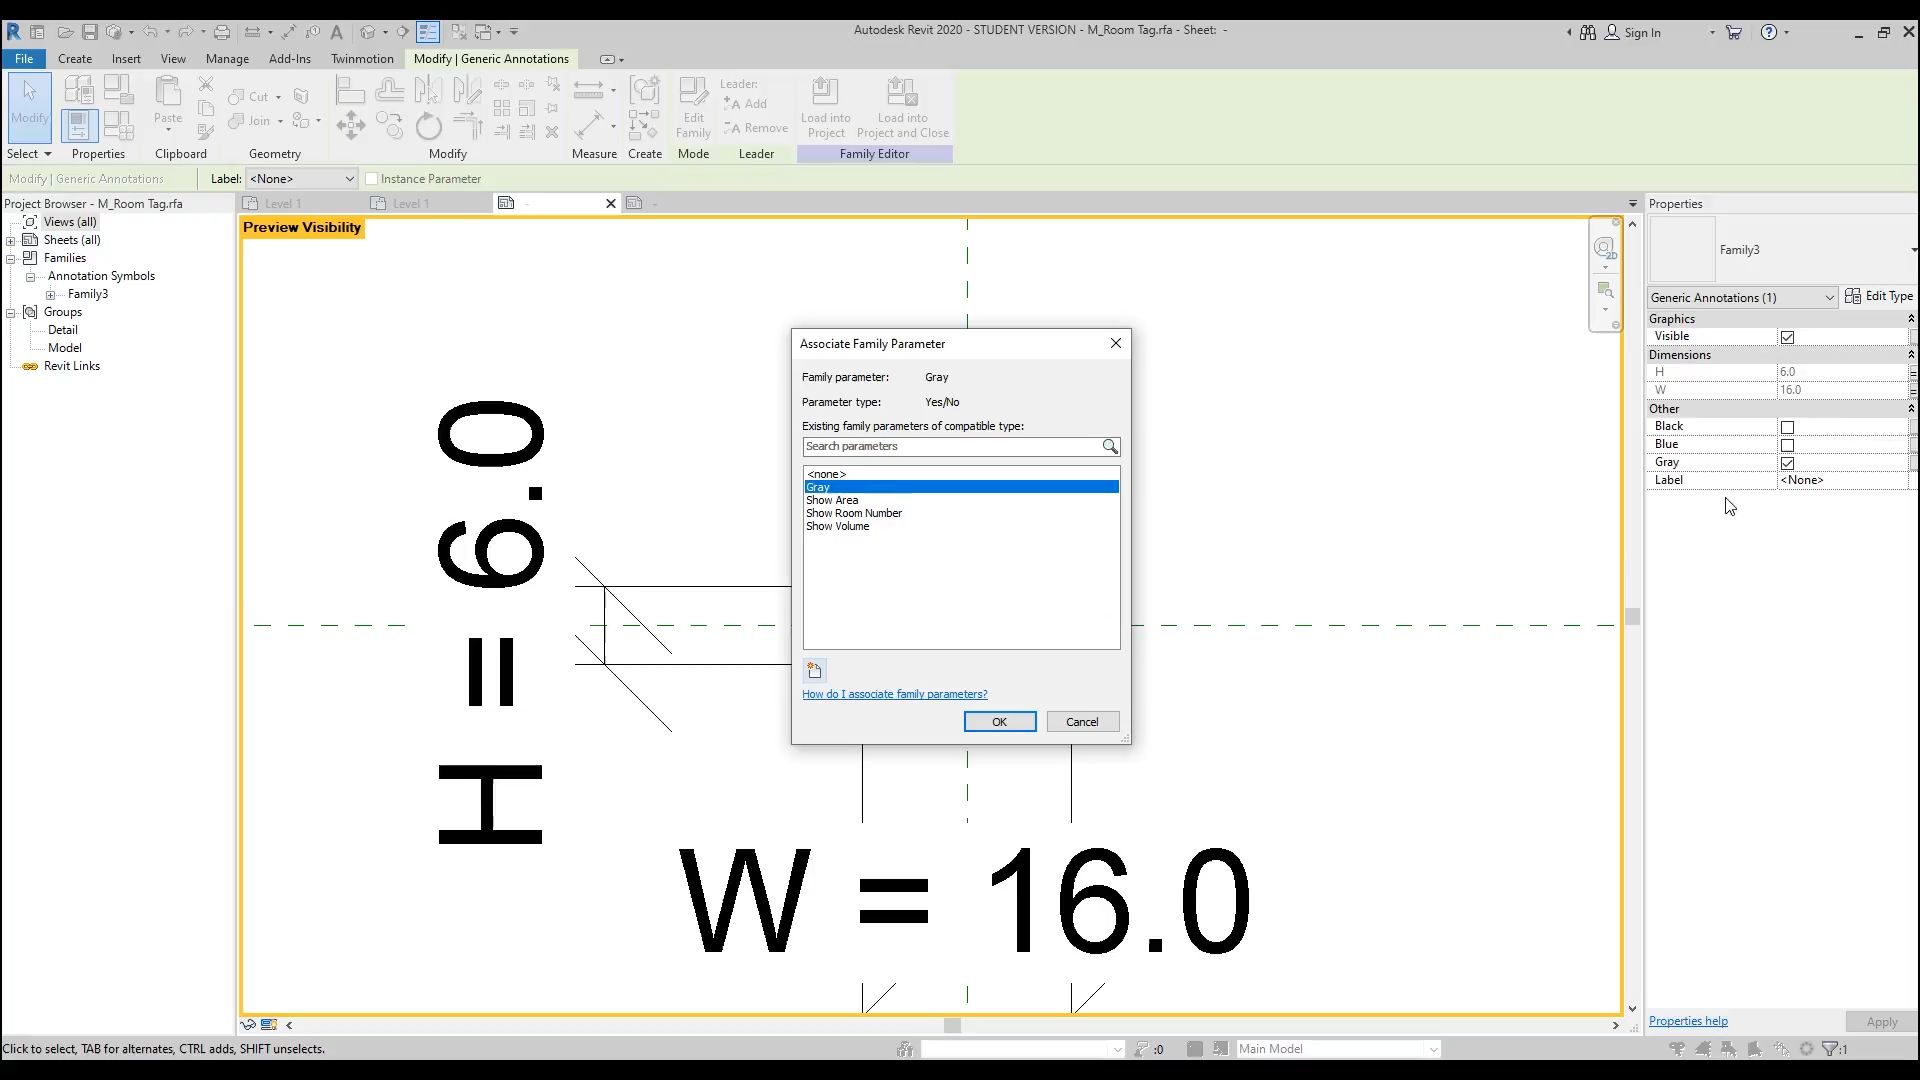 Autodesk Revit 2020 - STUDENT VERSION - M_Room Tag.rfa - Sheet: -
Sign In
File
Create
Insert
View
Manage
Add-Ins
Twinmotion
Modify | Generic Annotations
Modify
Paste
Cut
Join
Edit Family
Leader:
Add
Remove
Load into Project
Load into Project and Close
Select
Properties
Clipboard
Geometry
Modify
Measure
Create
Mode
Leader
Family Editor
Modify | Generic Annotations
Label:
<None>
Instance Parameter
Project Browser - M_Room Tag.rfa
Level 1
Level 1
-
-
Views (all)
Sheets (all)
Families
Annotation Symbols
Family3
Groups
Detail
Model
Revit Links
Preview Visibility
2D
H = 6.0
W = 16.0
Associate Family Parameter
Family parameter: Gray
Parameter type: Yes/No
Existing family parameters of compatible type:
Search parameters
<none>
Gray
Show Area
Show Room Number
Show Volume
How do I associate family parameters?
OK
Cancel
Properties
Family3
Generic Annotations (1)
Edit Type
Graphics
Visible
Dimensions
H 6.0
W 16.0
Other
Black
Blue
Gray
Label <None>
Properties help
Apply
Click to select, TAB for alternates, CTRL adds, SHIFT unselects.
:0
Main Model
:1